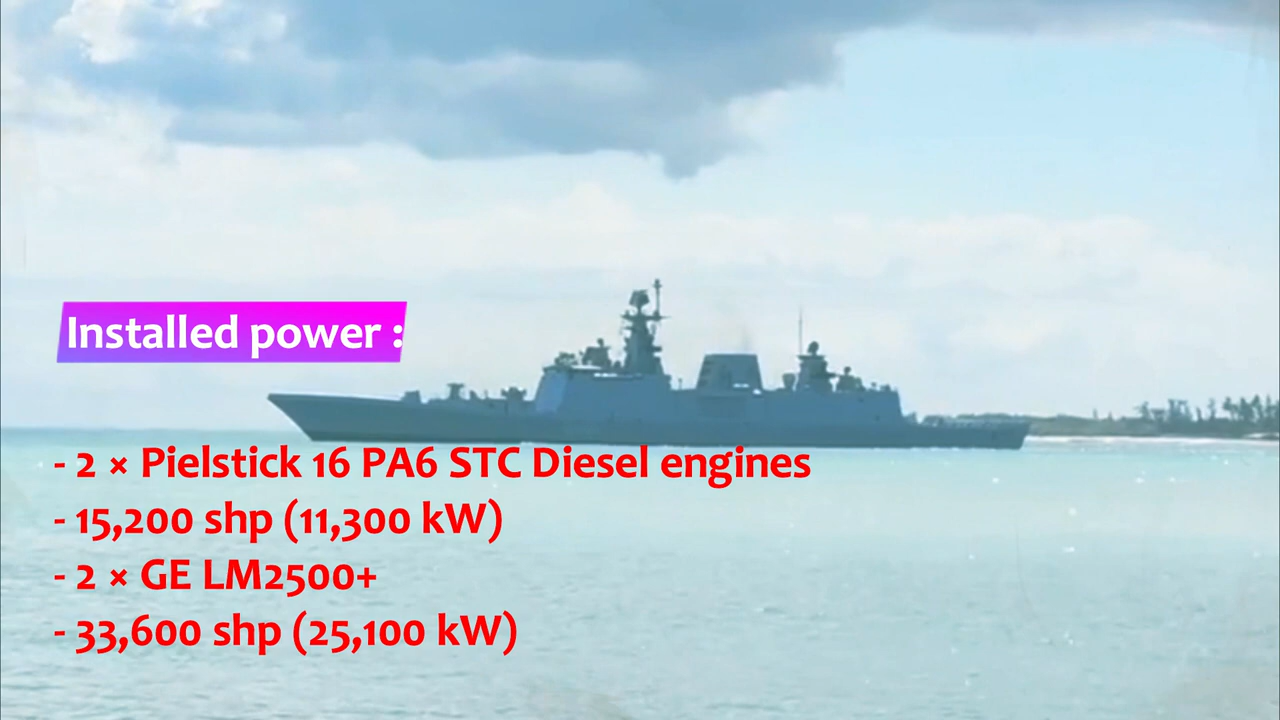 Installed power :
- 2 × Pielstick 16 PA6 STC Diesel engines
- 15,200 shp (11,300 kW)
- 2 × GE LM2500+
- 33,600 shp (25,100 kW)